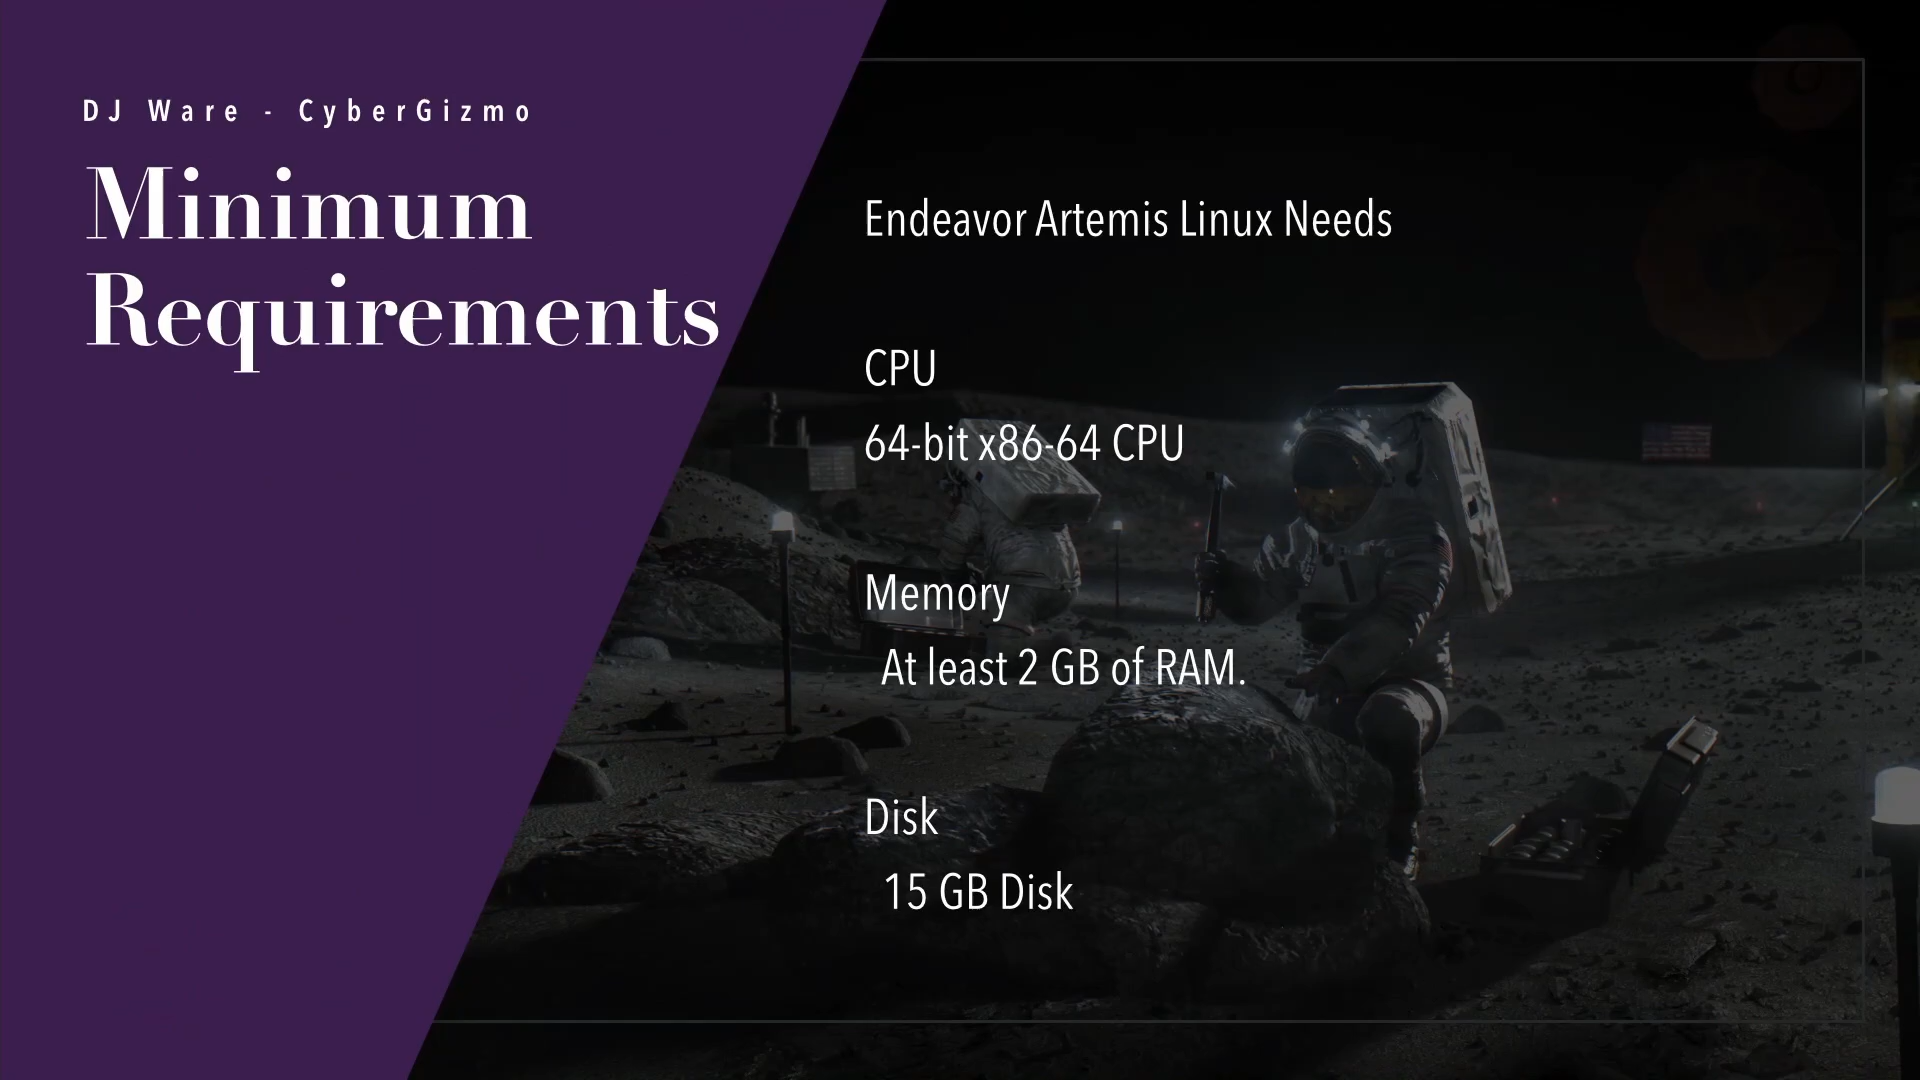 DJ Ware - CyberGizmo
Minimum
Requirements
Endeavor Artemis Linux Needs
CPU
64-bit x86-64 CPU
Memory
At least 2 GB of RAM.
Disk
15 GB Disk